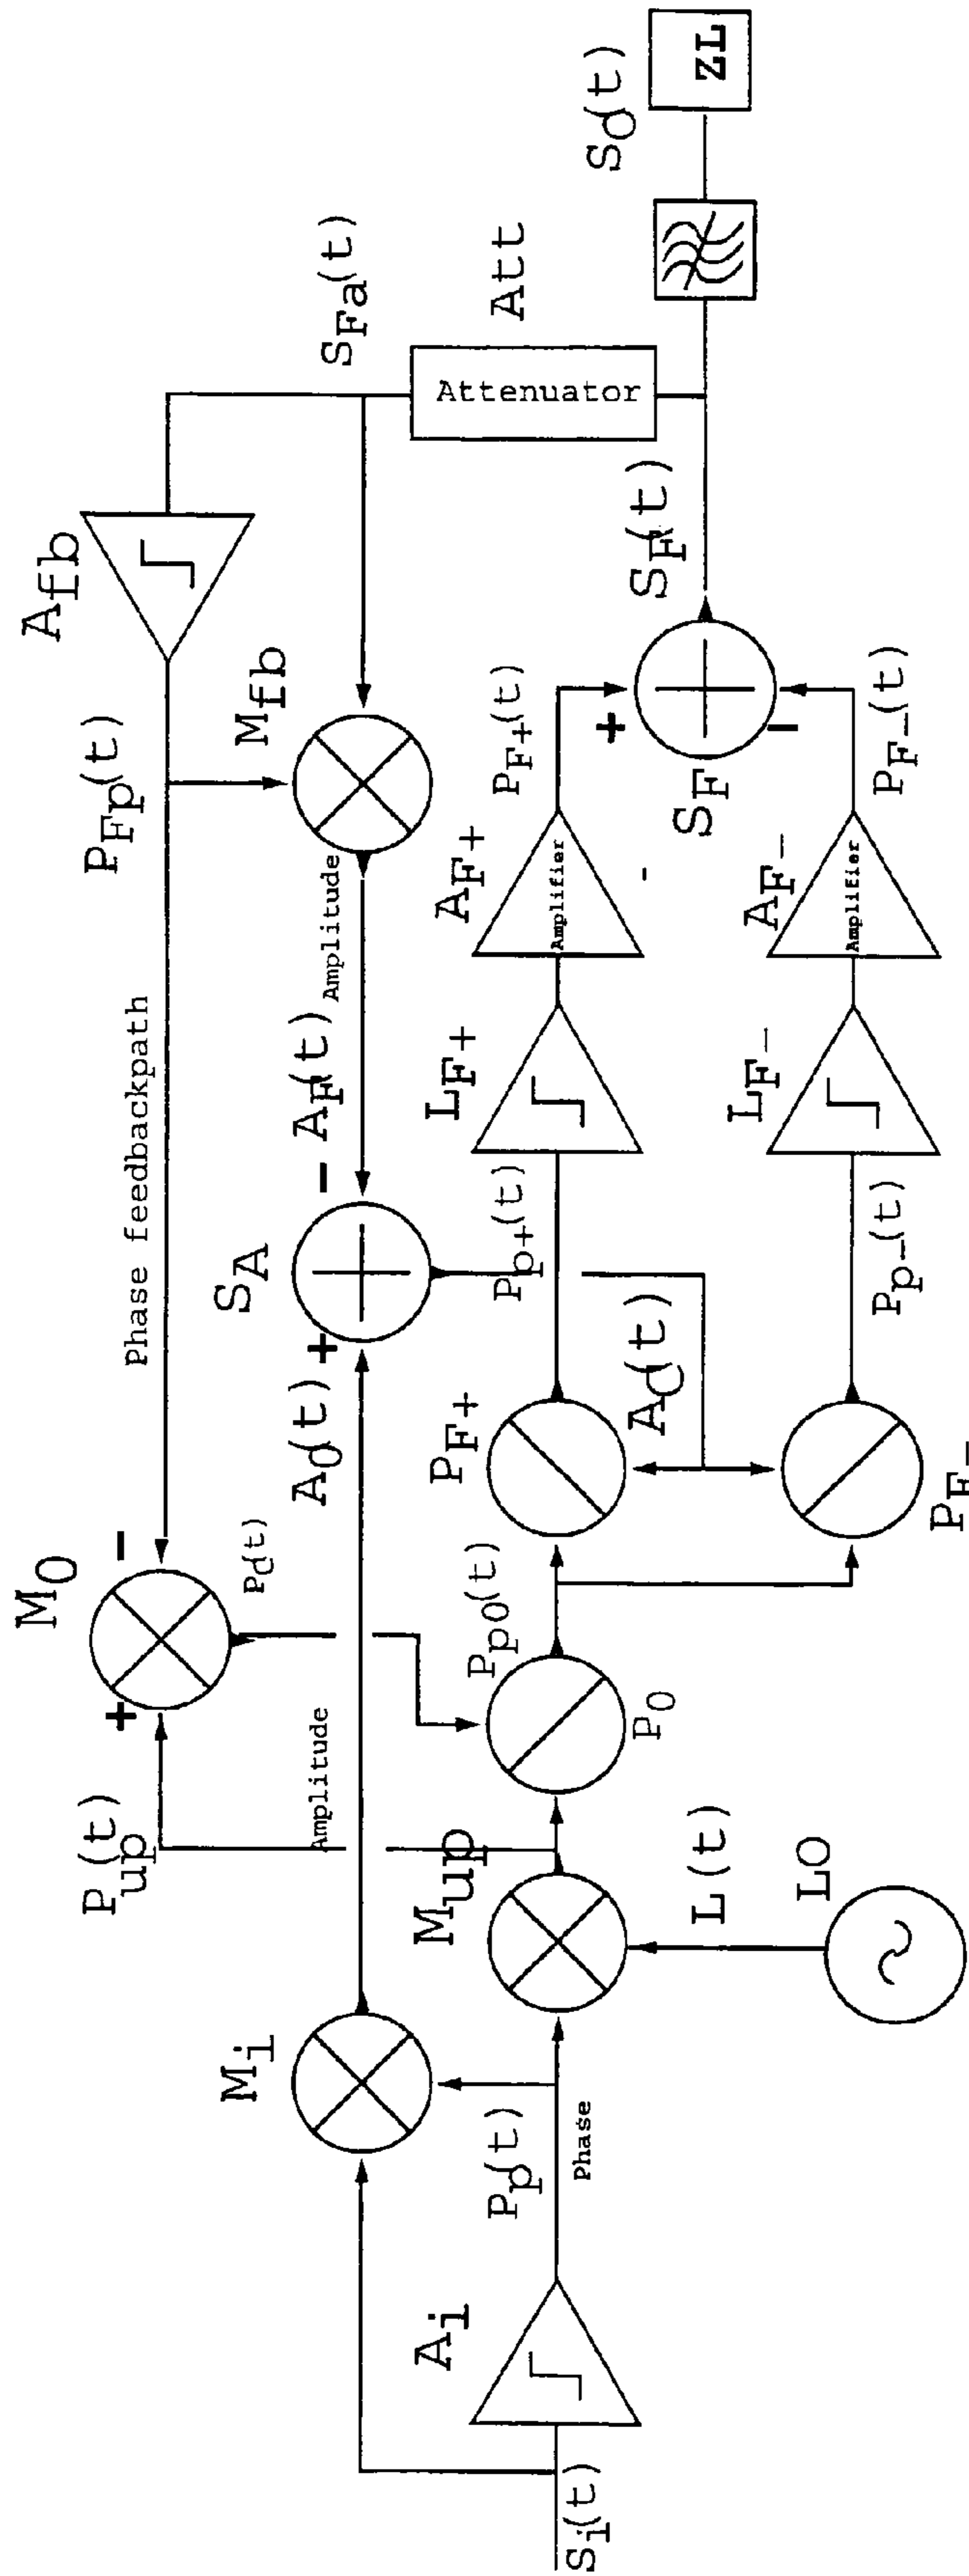 Si(t)
Ai
Pp(t)
Phase
Mi
Mup
L(t)
LO
Pup(t)
Amplitude
MO
+
-
Pd(t)
P0
Pp0(t)
A0(t)
+
PF+
AC(t)
PF-
SA
-
AF(t)
Amplitude
Phase feedbackpath
Pp+(t)
Pp-(t)
LF+
LF-
AF+
Amplifier
-
AF-
Amplifier
PFp(t)
Mfb
Afb
PF+(t)
PF-(t)
+
-
SF
SF(t)
Attenuator
Att
SFa(t)
SO(t)
ZL